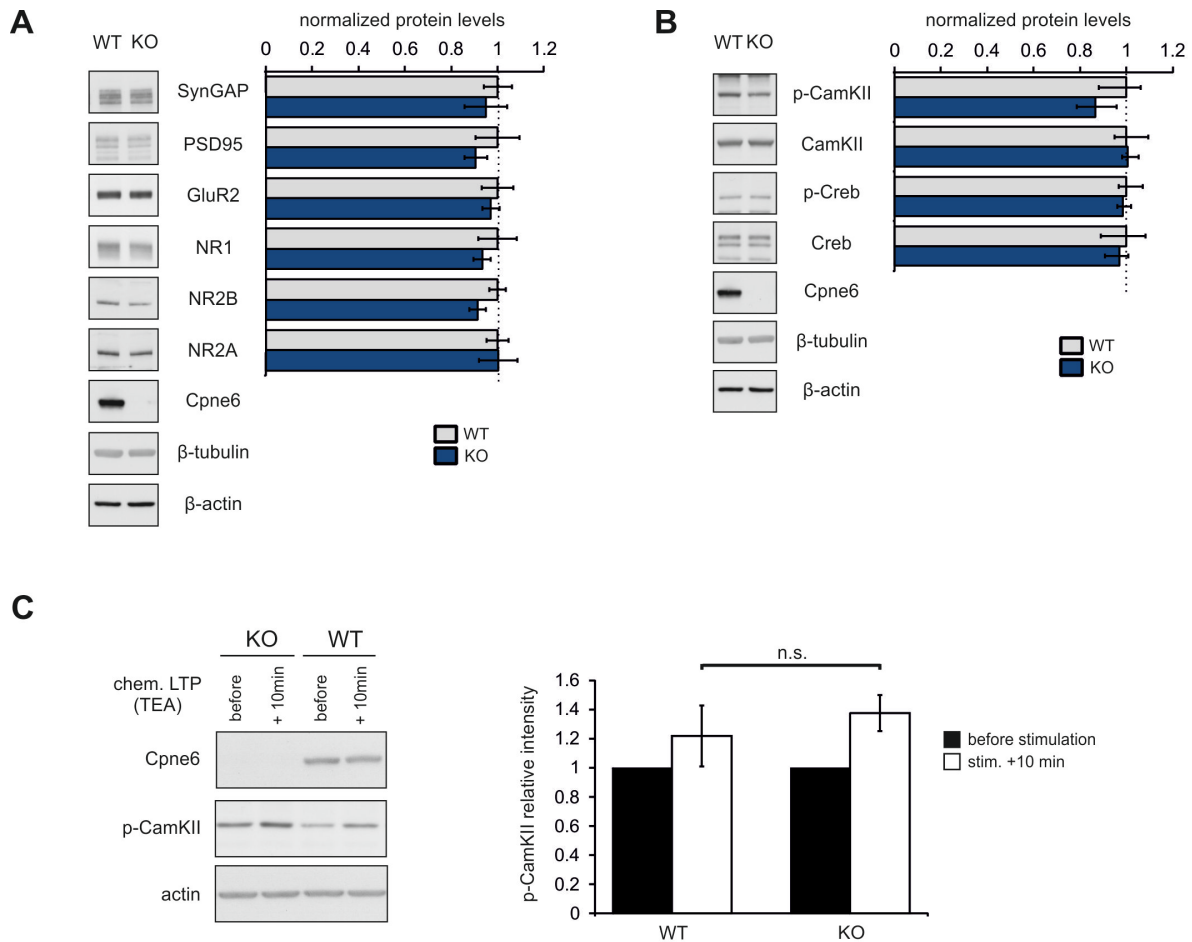 A
normalized protein levels
WT KO
0 0.2 0.4 0.6 0.8 1 1.2
SynGAP
PSD95
GluR2
NR1
NR2B
NR2A
Cpne6
β-tubulin
β-actin
WT
KO
B
normalized protein levels
WT KO
0 0.2 0.4 0.6 0.8 1 1.2
p-CamKII
CamKII
p-Creb
Creb
Cpne6
β-tubulin
β-actin
WT
KO
C
KO WT
chem. LTP
(TEA)
before
+ 10min
before
+ 10min
Cpne6
p-CamKII
actin
n.s.
p-CamKII relative intensity
1.6
1.4
1.2
1
0.8
0.6
0.4
0.2
0
WT KO
before stimulation
stim. +10 min